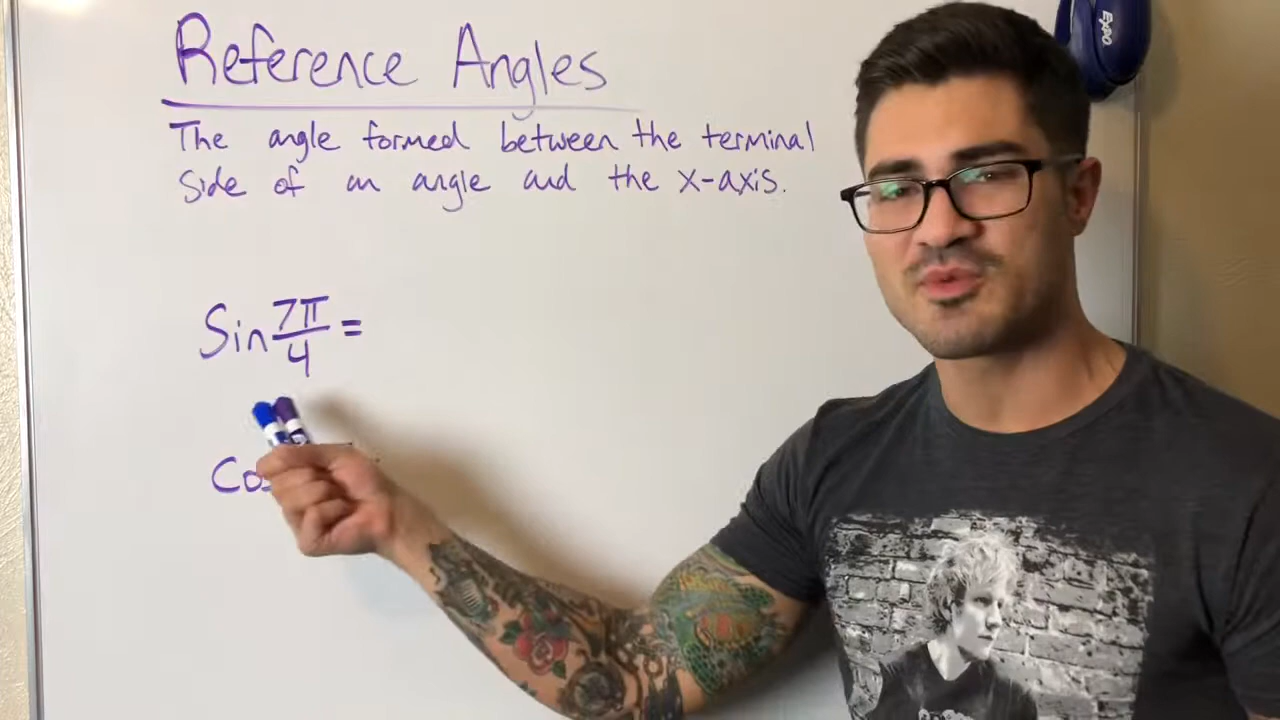 Reference Angles
The angle formed between the terminal
side of an angle and the x-axis.
Sin 7π/4 =
Cos
EXPO